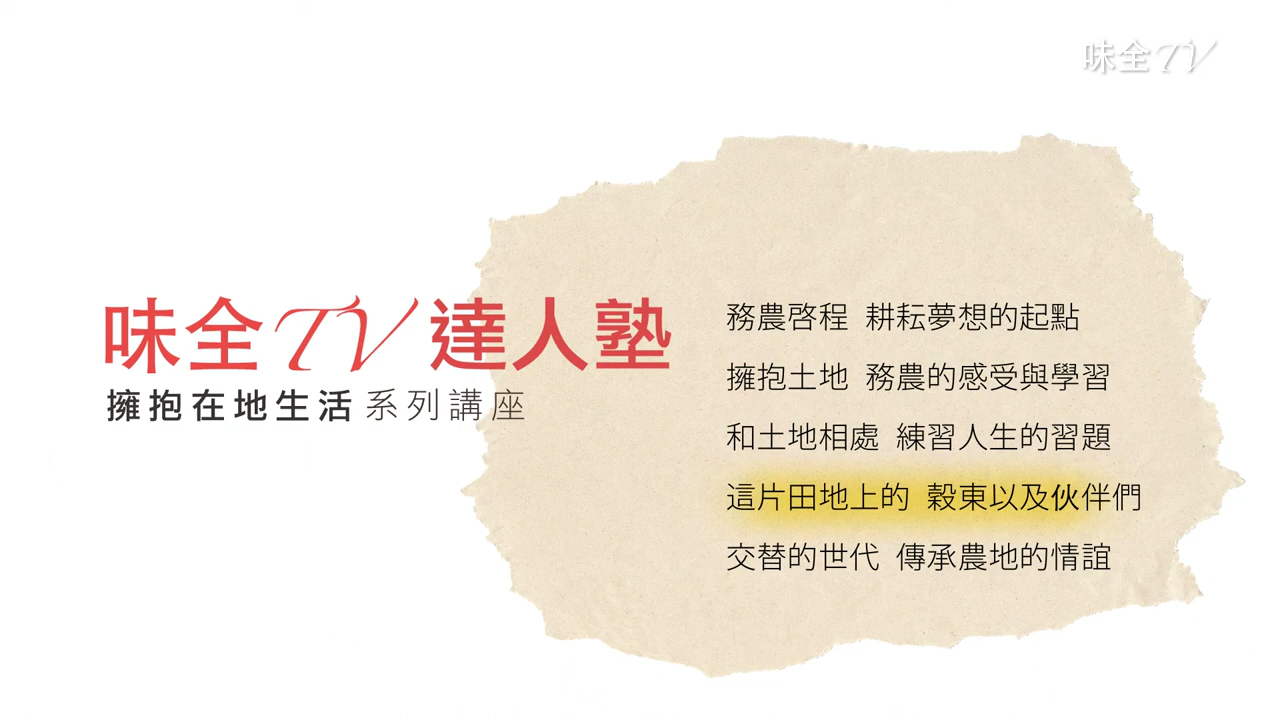 味全TV
味全TV達人塾
擁抱在地生活系列講座
務農啓程 耕耘夢想的起點
擁抱土地 務農的感受與學習
和土地相處 練習人生的習題
這片田地上的 穀東以及伙伴們
交替的世代 傳承農地的情誼